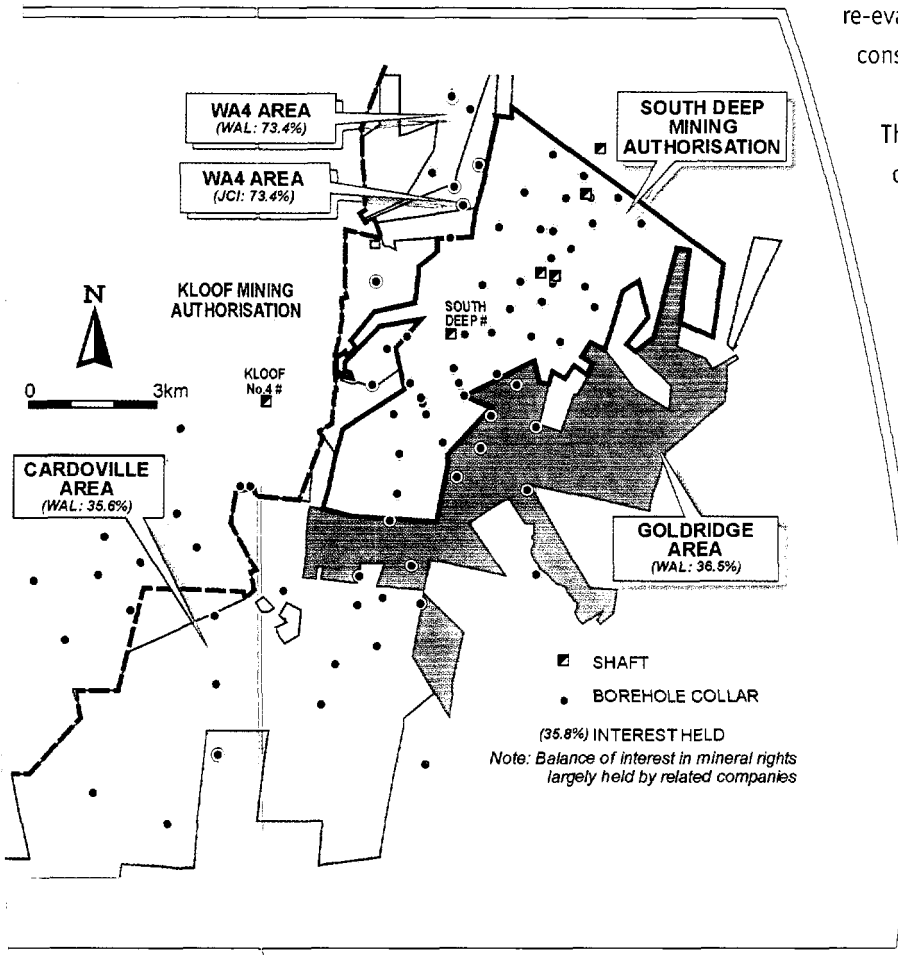 re-eva
cons
Th
WA4 AREA
(WAL: 73.4%)
SOUTH DEEP
MINING
AUTHORISATION
WA4 AREA
(JCI: 73.4%)
KLOOF MINING
AUTHORISATION
N
SOUTH
DEEP #
0 3km
KLOOF
No.4 #
CARDOVILLE
AREA
(WAL: 35.6%)
GOLDRIDGE
AREA
(WAL: 36.5%)
SHAFT
BOREHOLE COLLAR
(35.8%) INTEREST HELD
Note: Balance of interest in mineral rights
largely held by related companies